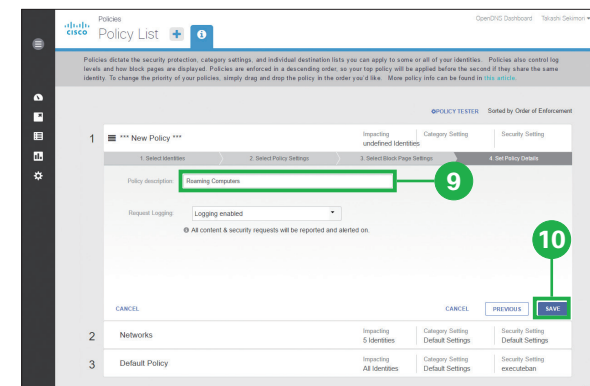 Policies
OpenDNS Dashboard Takashi Sekimori
CISCO Policy List + i
Policies dictate the security protection, category settings, and individual destination lists you can apply to some or all of your identities. Policies also control log
levels and how block pages are displayed. Policies are enforced in a descending order, so your top policy will be applied before the second if they share the same
identity. To change the priority of your policies, simply drag and drop the policy in the order you'd like. More policy info can be found in this article.
POLICY TESTER Sorted by Order of Enforcement
1 *** New Policy *** Impacting Category Setting Security Setting
undefined Identities
1. Select Identities 2. Select Policy Settings 3. Select Block Page Settings 4. Set Policy Details
Policy description: Roaming Computers 9
Request Logging: Logging enabled
All content & security requests will be reported and alerted on.
10
CANCEL CANCEL PREVIOUS SAVE
2 Networks Impacting Category Setting Security Setting
5 Identities Default Settings Default Settings
3 Default Policy Impacting Category Setting Security Setting
All Identities Default Settings executeban